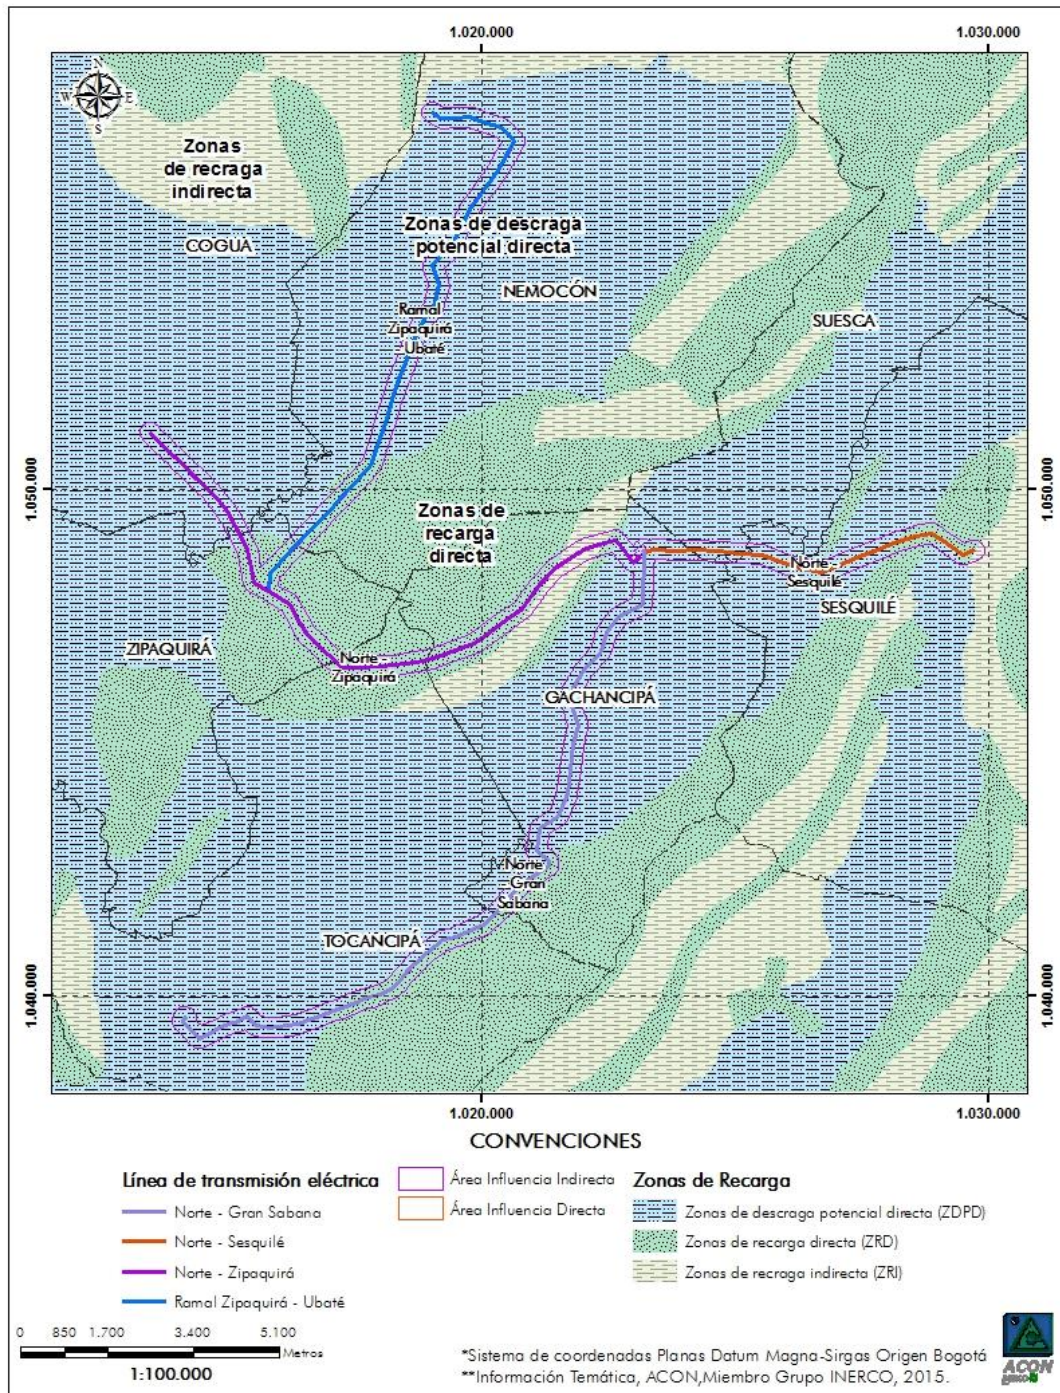 1.020.000
1.030.000
N
W
E
S
Zonas
de recraga
indirecta
COGUA
Zonas de descraga
potencial directa
NEMOCÓN
Ramal
Zipaquirá
Ubaté
SUESCA
1.050.000
1.050.000
Zonas de
recarga
directa
Norte -
Sesquilé
SESQUILÉ
ZIPAQUIRÁ
Norte -
Zipaquirá
GACHANCIPÁ
Norte
- Gran
Sabana
TOCANCIPÁ
1.040.000
1.040.000
1.020.000
1.030.000
CONVENCIONES
Línea de transmisión eléctrica
Norte - Gran Sabana
Norte - Sesquilé
Norte - Zipaquirá
Ramal Zipaquirá - Ubaté
Área Influencia Indirecta
Área Influencia Directa
Zonas de Recarga
Zonas de descraga potencial directa (ZDPD)
Zonas de recarga directa (ZRD)
Zonas de recraga indirecta (ZRI)
0 850 1.700 3.400 5.100
Metros
1:100.000
*Sistema de coordenadas Planas Datum Magna-Sirgas Origen Bogotá
**Información Temática, ACON,Miembro Grupo INERCO, 2015.
ACON